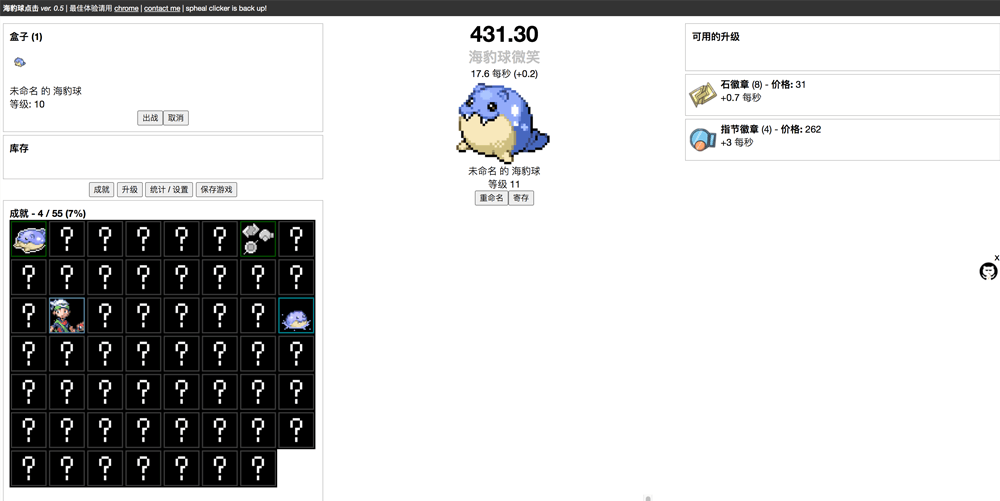 海豹球点击 ver. 0.5 | 最佳体验请用 chrome | contact me | spheal clicker is back up!
盒子 (1)
未命名 的 海豹球
等级: 10
出战 取消
库存
成就 升级 统计 / 设置 保存游戏
成就 - 4 / 55 (7%)
? ? ? ? ? ?
? ? ? ? ? ? ? ?
? ? ? ? ? ?
? ? ? ? ? ? ? ?
? ? ? ? ? ? ? ?
? ? ? ? ? ? ? ?
? ? ? ? ? ? ?
431.30
海豹球微笑
17.6 每秒 (+0.2)
未命名 的 海豹球
等级 11
重命名 寄存
可用的升级
石徽章 (8) - 价格: 31
+0.7 每秒
指节徽章 (4) - 价格: 262
+3 每秒
x